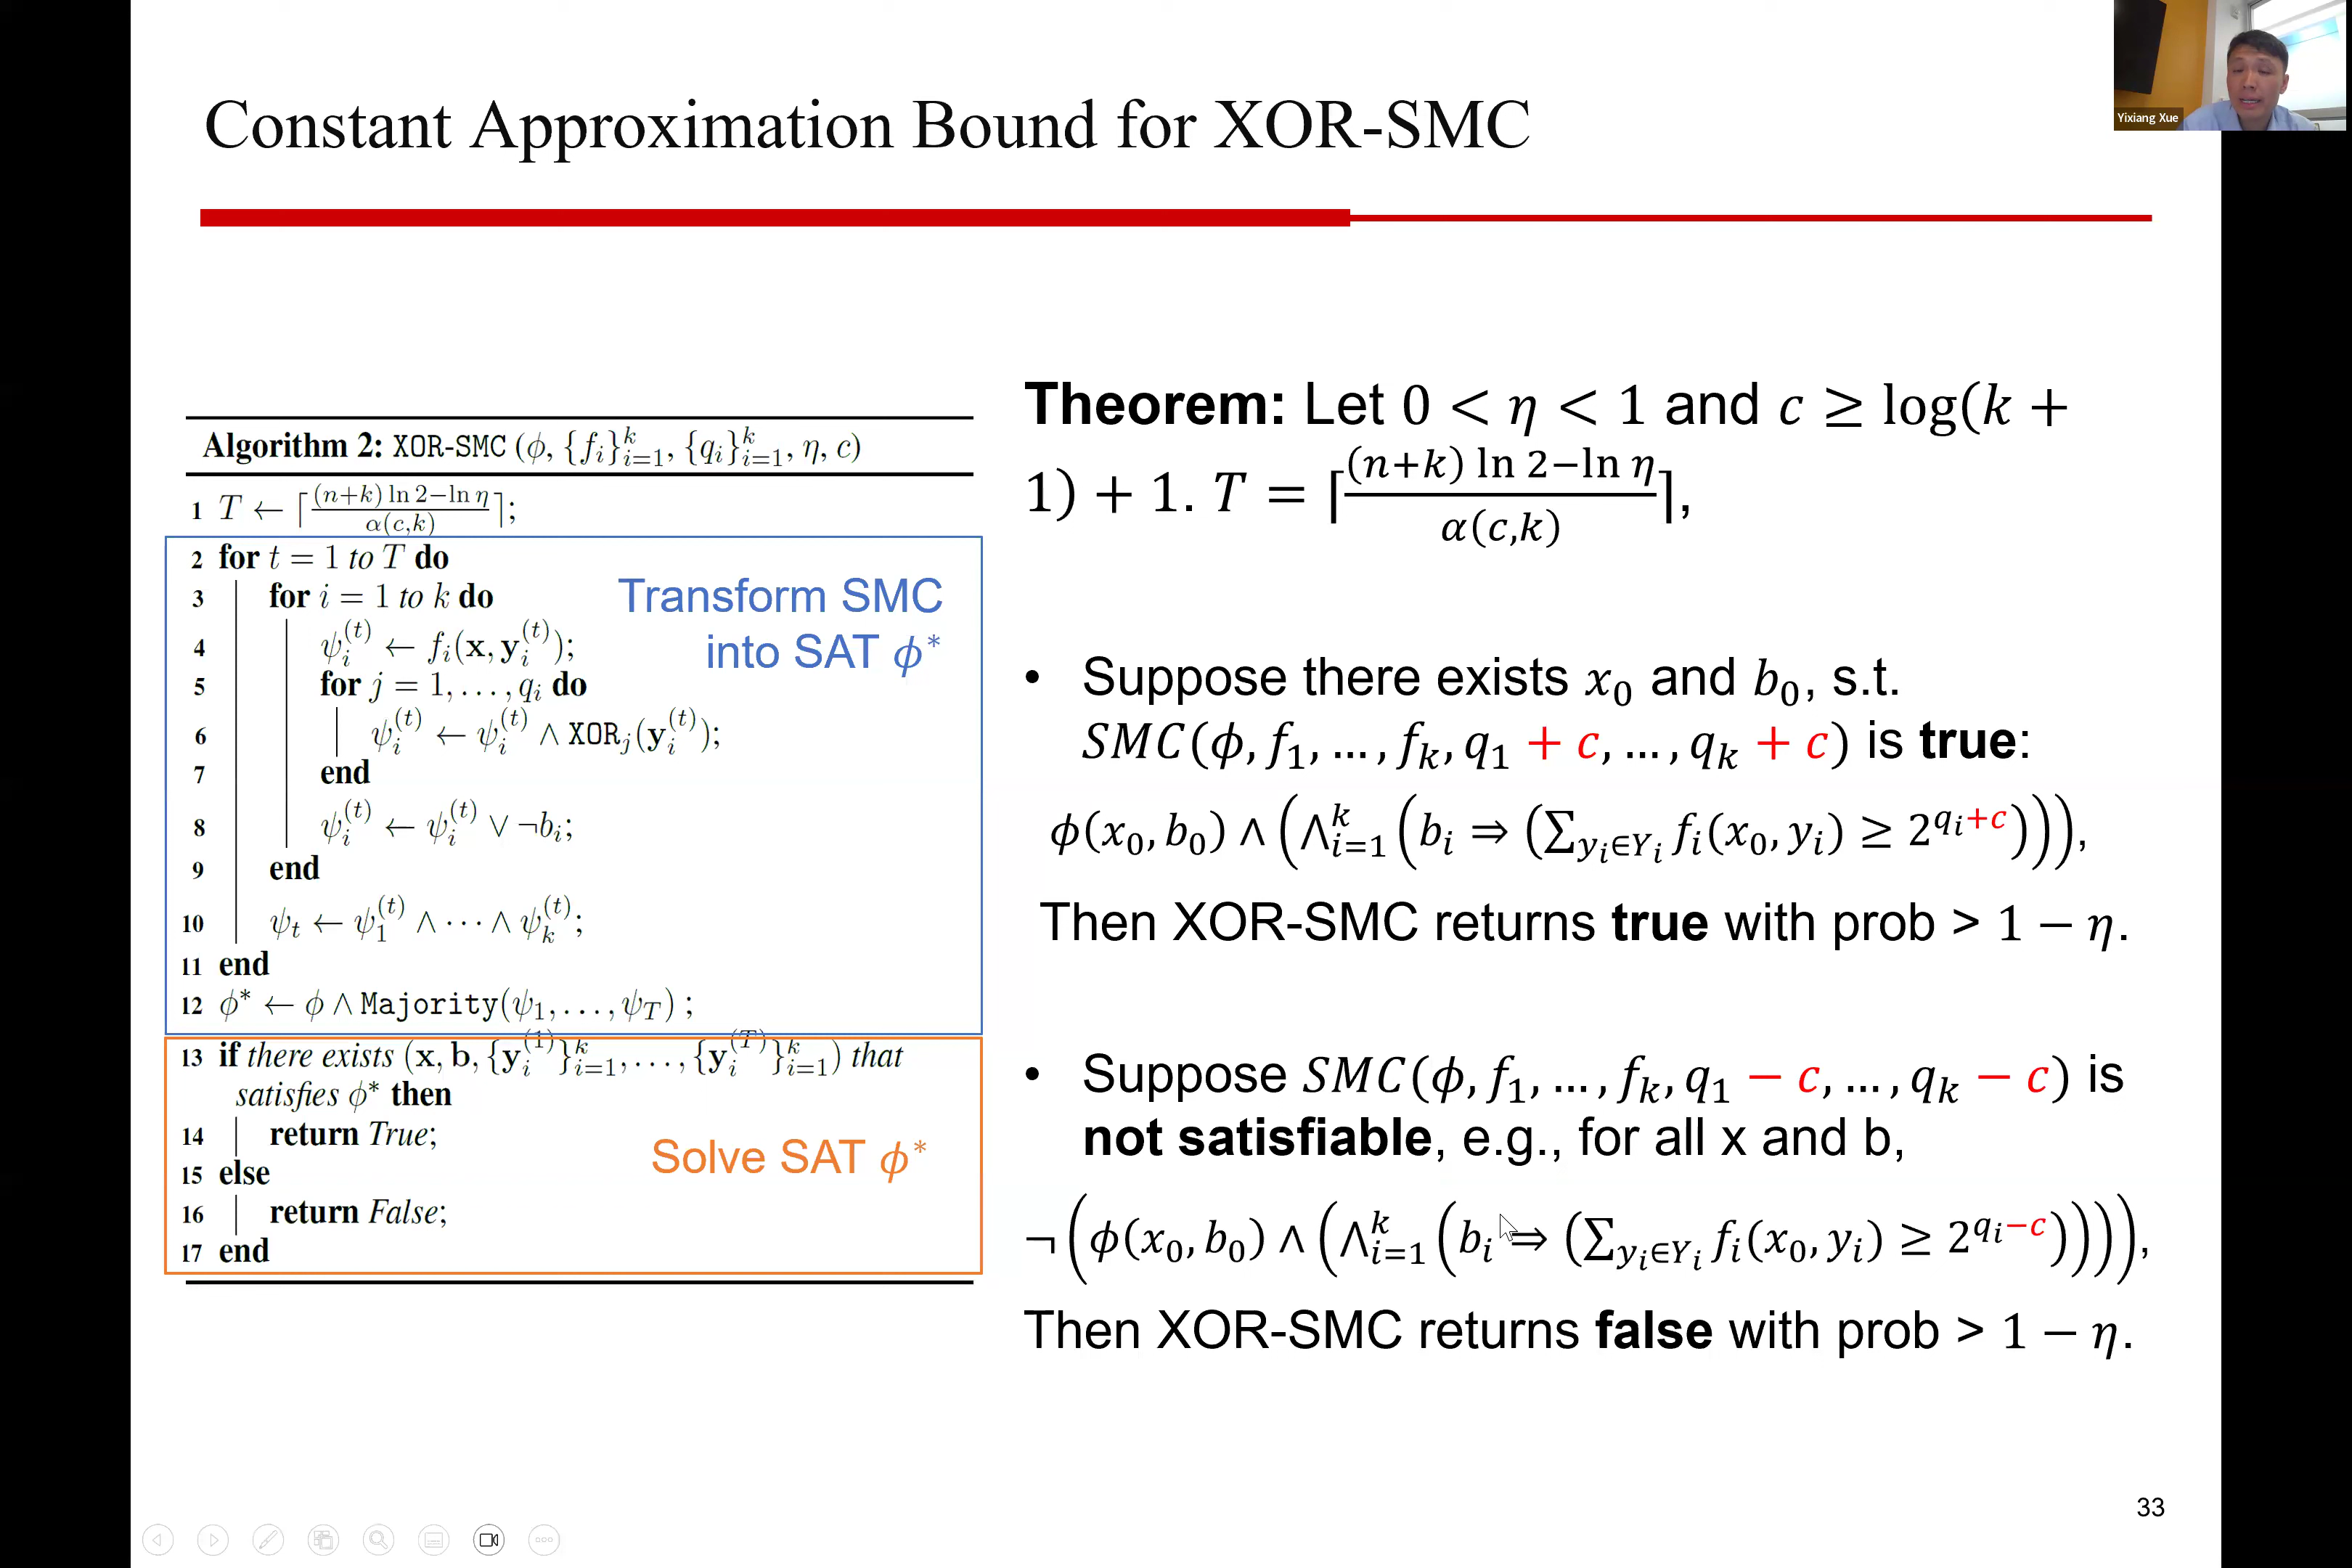 Constant Approximation Bound for XOR-SMC
Yixiang Xue
Algorithm 2: XOR-SMC (ϕ, {f_i}_{i=1}^k, {q_i}_{i=1}^k, η, c)
1 T ← ⌈((n+k) ln 2−ln η)/α(c,k)⌉;
2 for t = 1 to T do
3 for i = 1 to k do
4 ψ_i^(t) ← f_i(x, y_i^(t));
5 for j = 1, . . . , q_i do
6 ψ_i^(t) ← ψ_i^(t) ∧ XOR_j(y_i^(t));
7 end
8 ψ_i^(t) ← ψ_i^(t) ∨ ¬b_i;
9 end
10 ψ_t ← ψ_1^(t) ∧ · · · ∧ ψ_k^(t);
11 end
12 ϕ* ← ϕ ∧ Majority(ψ_1, . . . , ψ_T) ;
13 if there exists (x, b, {y_i^(1)}_{i=1}^k, . . . , {y_i^(T)}_{i=1}^k) that
satisfies ϕ* then
14 return True;
15 else
16 return False;
17 end
Transform SMC
into SAT ϕ*
Solve SAT ϕ*
Theorem: Let 0 < η < 1 and c ≥ log(k +
1) + 1. T = ⌈((n+k) ln 2−ln η)/α(c,k)⌉,
• Suppose there exists x_0 and b_0, s.t.
SMC(ϕ, f_1, … , f_k, q_1 + c, … , q_k + c) is true:
ϕ(x_0, b_0) ∧ (⋀_{i=1}^k (b_i ⇒ (∑_{y_i∈Y_i} f_i(x_0, y_i) ≥ 2^{q_i+c}))),
Then XOR-SMC returns true with prob > 1 − η.
• Suppose SMC(ϕ, f_1, … , f_k, q_1 − c, … , q_k − c) is
not satisfiable, e.g., for all x and b,
¬(ϕ(x_0, b_0) ∧ (⋀_{i=1}^k (b_i ⇒ (∑_{y_i∈Y_i} f_i(x_0, y_i) ≥ 2^{q_i−c})))),
Then XOR-SMC returns false with prob > 1 − η.
33